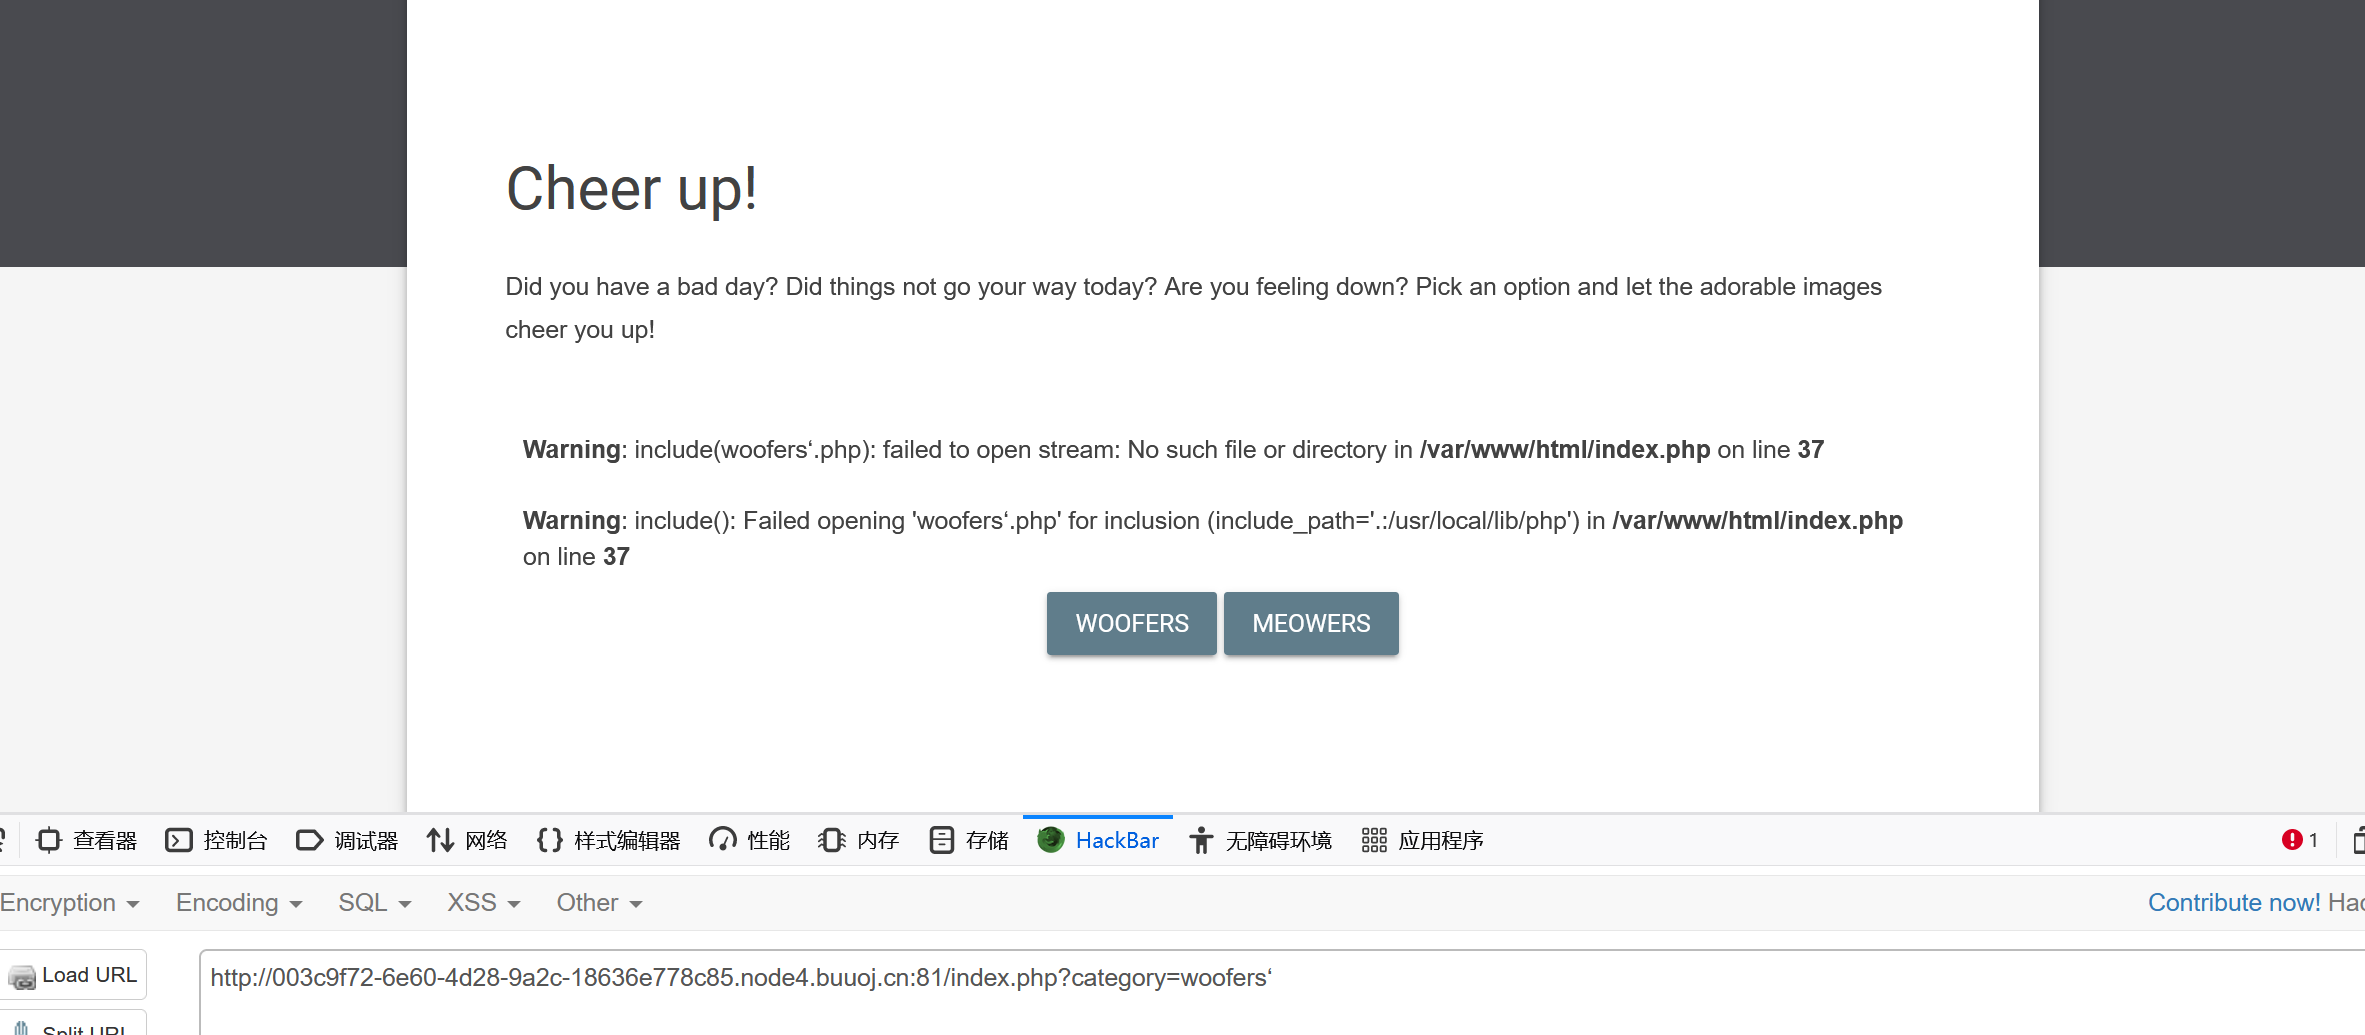 Cheer up!
Did you have a bad day? Did things not go your way today? Are you feeling down? Pick an option and let the adorable images
cheer you up!
Warning: include(woofers‘.php): failed to open stream: No such file or directory in /var/www/html/index.php on line 37
Warning: include(): Failed opening 'woofers‘.php' for inclusion (include_path='.:/usr/local/lib/php') in /var/www/html/index.php
on line 37
WOOFERS MEOWERS
查看器 控制台 调试器 网络 {} 样式编辑器 性能 内存 存储 HackBar 无障碍环境 应用程序 1
Encryption Encoding SQL XSS Other Contribute now! Hac
Load URL http://003c9f72-6e60-4d28-9a2c-18636e778c85.node4.buuoj.cn:81/index.php?category=woofers‘
Split URL